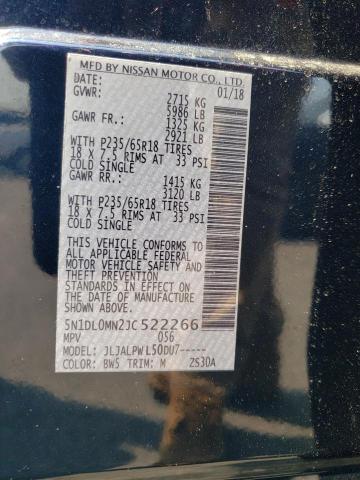 MFD BY NISSAN MOTOR CO., LTD.
DATE: 01/18
GVWR: 2715 KG
5986 LB
GAWR FR: 1325 KG
2921 LB
WITH P235/65R18 TIRES
18 X 7.5 RIMS AT 33 PSI
COLD SINGLE
GAWR RR: 1415 KG
3120 LB
WITH P235/65R18 TIRES
18 X 7.5 RIMS AT 33 PSI
COLD SINGLE
THIS VEHICLE CONFORMS TO
ALL APPLICABLE FEDERAL
MOTOR VEHICLE SAFETY
STANDARDS IN EFFECT ON THE
DATE OF MANUFACTURE
SHOWN ABOVE.
5N1DL0MN2JC522266
MPV 056
MODEL: JLJALPWL50DU7-----
COLOR: BW5 TRIM: M 2S30A